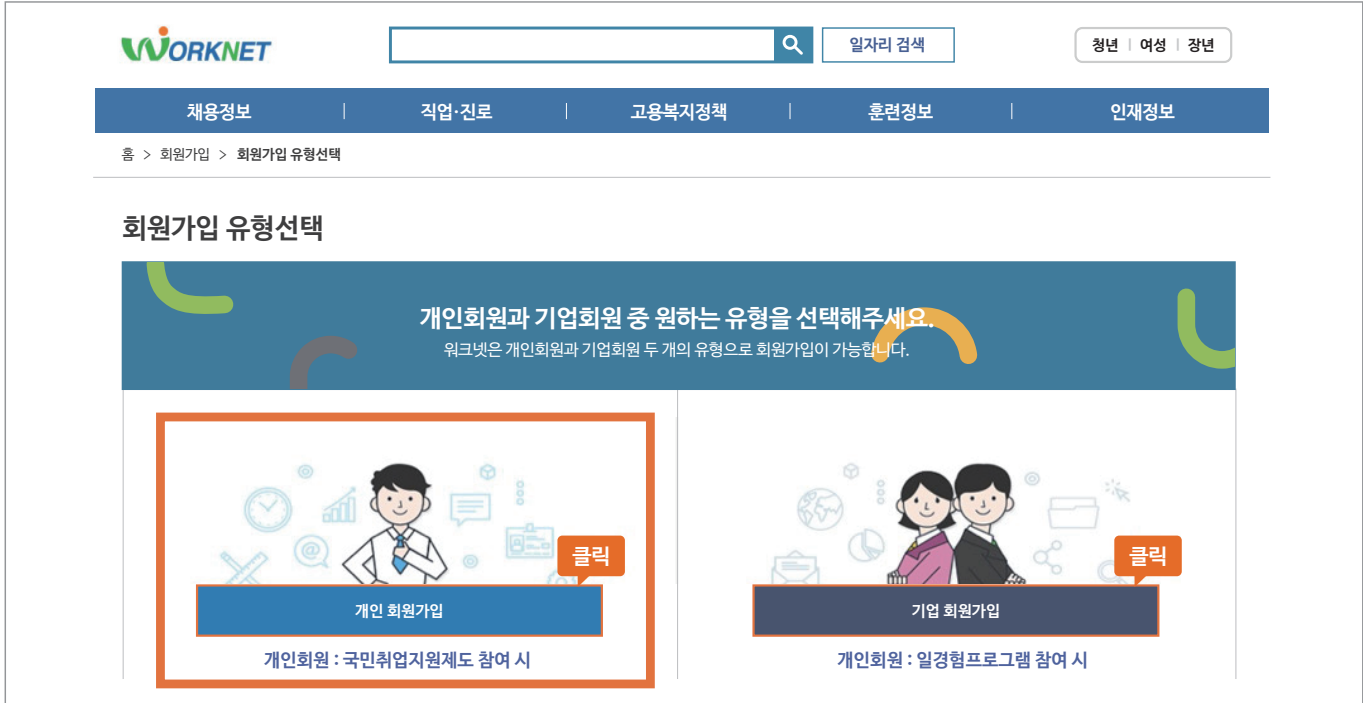 WORKNET
일자리 검색
청년 | 여성 | 장년
채용정보 | 직업·진로 | 고용복지정책 | 훈련정보 | 인재정보
홈 > 회원가입 > 회원가입 유형선택
회원가입 유형선택
개인회원과 기업회원 중 원하는 유형을 선택해주세요.
워크넷은 개인회원과 기업회원 두 개의 유형으로 회원가입이 가능합니다.
클릭
개인 회원가입
개인회원 : 국민취업지원제도 참여 시
클릭
기업 회원가입
개인회원 : 일경험프로그램 참여 시